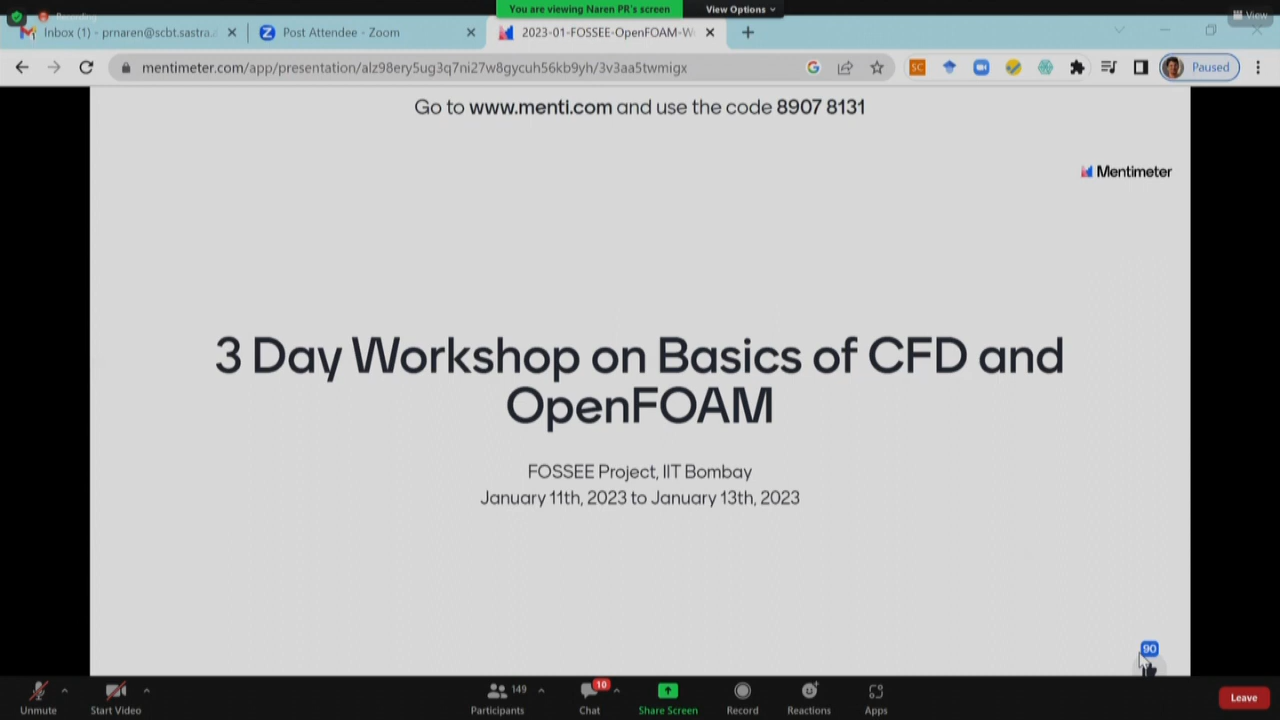 Recording
You are viewing Naren PR's screen
View Options
View
Inbox (1) - prnaren@scbt.sastra.
Post Attendee - Zoom
2023-01-FOSSEE-OpenFOAM-W
mentimeter.com/app/presentation/alz98ery5ug3q7ni27w8gycuh56kb9yh/3v3aa5twmigx
SC
Paused
Go to www.menti.com and use the code 8907 8131
Mentimeter
3 Day Workshop on Basics of CFD and
OpenFOAM
FOSSEE Project, IIT Bombay
January 11th, 2023 to January 13th, 2023
90
149
10
Unmute
Start Video
Participants
Chat
Share Screen
Record
Reactions
Apps
Leave